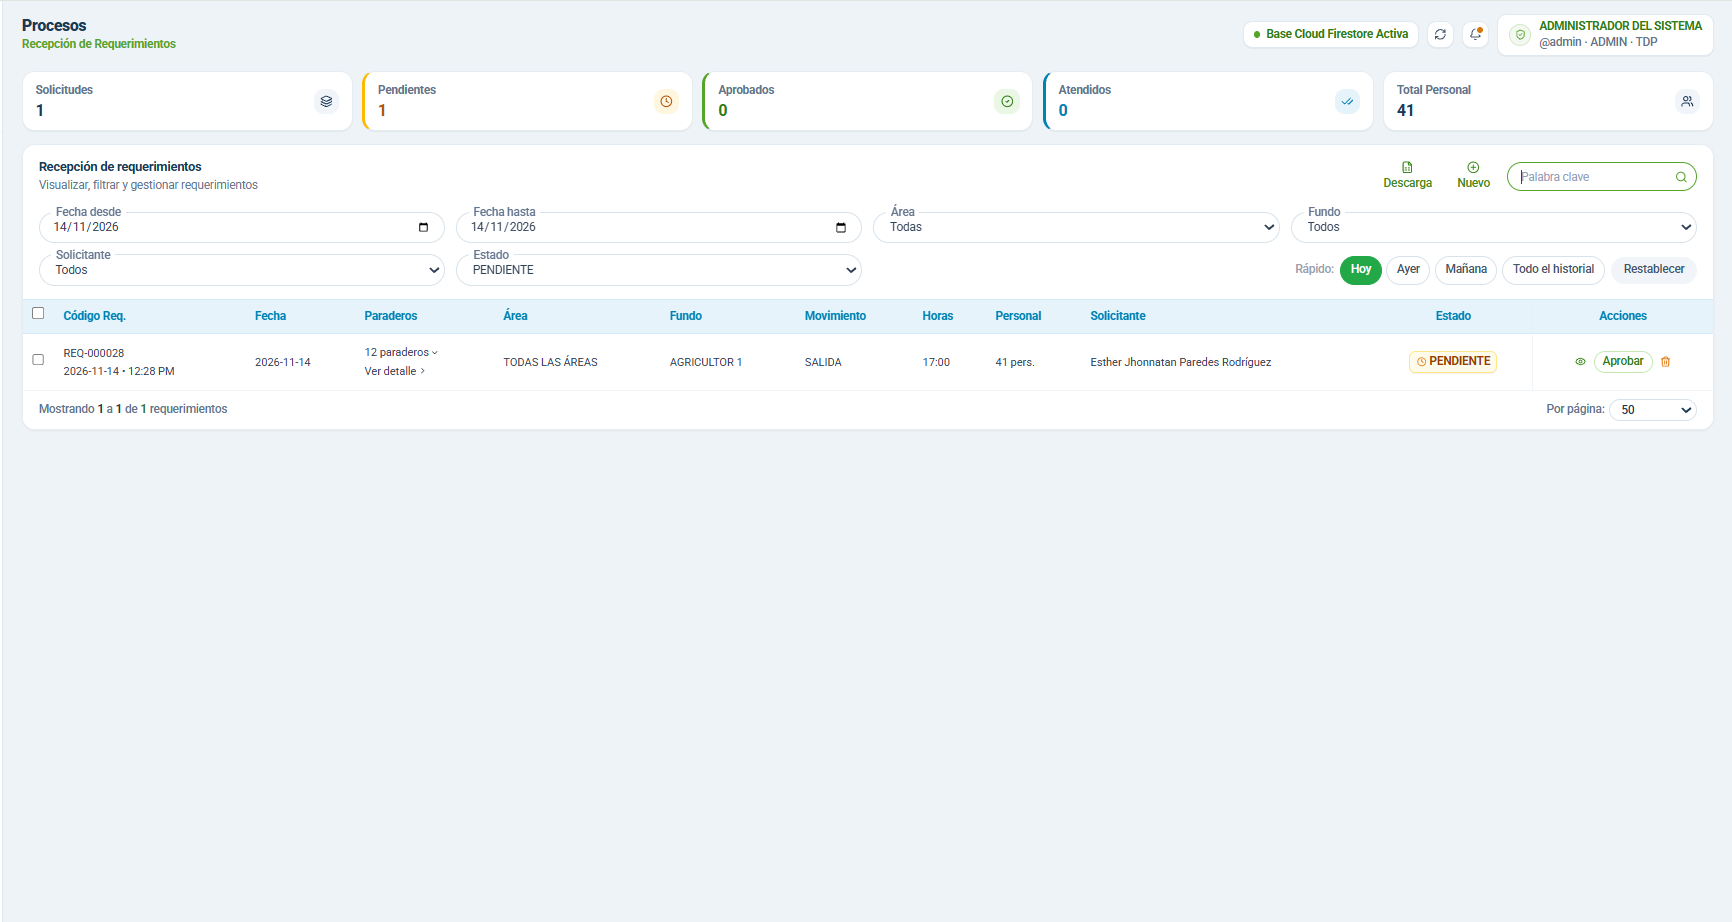 Procesos
Recepción de Requerimientos
Base Cloud Firestore Activa
ADMINISTRADOR DEL SISTEMA
@admin · ADMIN · TDP
Solicitudes
1
Pendientes
1
Aprobados
0
Atendidos
0
Total Personal
41
Recepción de requerimientos
Visualizar, filtrar y gestionar requerimientos
Descarga
Nuevo
Palabra clave
Fecha desde
14/11/2026
Fecha hasta
14/11/2026
Área
Todas
Fundo
Todos
Solicitante
Todos
Estado
PENDIENTE
Rápido: Hoy Ayer Mañana Todo el historial Restablecer
Código Req. Fecha Paraderos Área Fundo Movimiento Horas Personal Solicitante Estado Acciones
REQ-000028
2026-11-14 • 12:28 PM
2026-11-14
12 paraderos
Ver detalle
TODAS LAS ÁREAS
AGRICULTOR 1
SALIDA
17:00
41 pers.
Esther Jhonnatan Paredes Rodríguez
PENDIENTE
Aprobar
Mostrando 1 a 1 de 1 requerimientos
Por página: 50